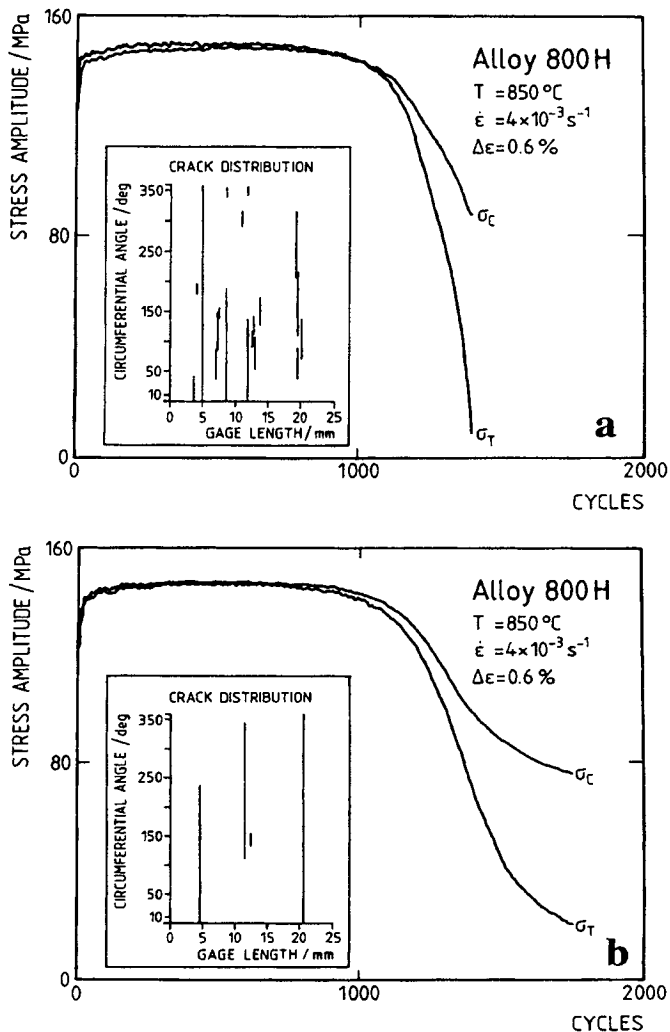 160
STRESS AMPLITUDE / MPa
Alloy 800H
T = 850 °C
ε̇ = 4×10⁻³ s⁻¹
Δε = 0.6 %
CRACK DISTRIBUTION
CIRCUMFERENTIAL ANGLE / deg
350
250
150
50
10
0 5 10 15 20 25
GAGE LENGTH / mm
80
σC
σT
a
0
0 1000 2000
CYCLES
160
STRESS AMPLITUDE / MPa
Alloy 800H
T = 850 °C
ε̇ = 4×10⁻³ s⁻¹
Δε = 0.6 %
CRACK DISTRIBUTION
CIRCUMFERENTIAL ANGLE / deg
350
250
150
50
10
0 5 10 15 20 25
GAGE LENGTH / mm
80
σC
σT
b
0
0 1000 2000
CYCLES